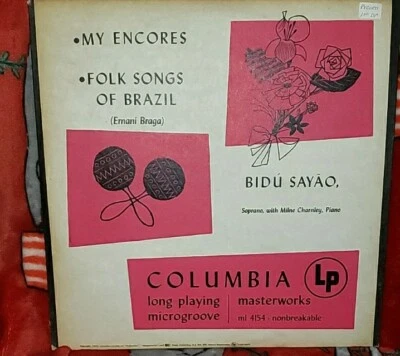 •MY ENCORES
•FOLK SONGS
OF BRAZIL
(Ernani Braga)
BIDÚ SAYÃO,
Soprano, with Milne Charnley, Piano
COLUMBIA LP
long playing masterworks
microgroove ml 4154 · nonbreakable